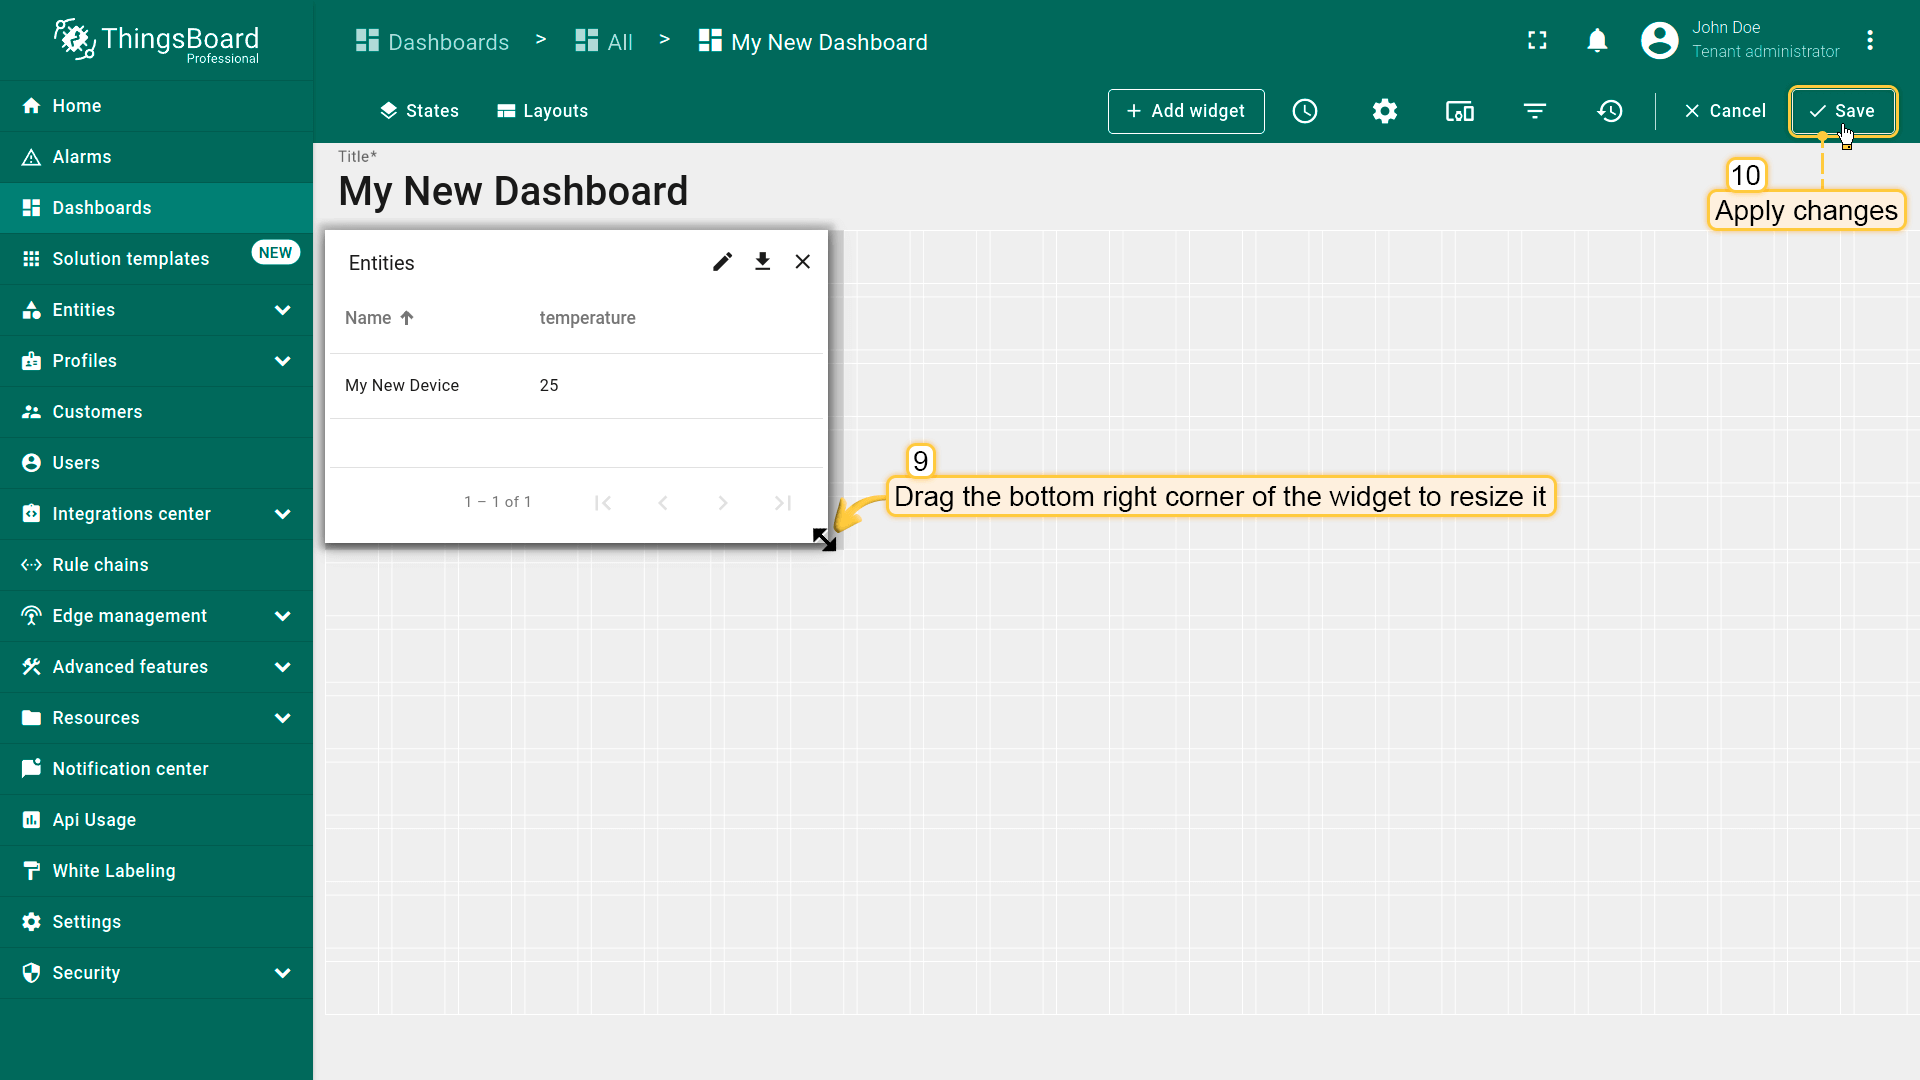 ThingsBoard
Professional
Dashboards > All > My New Dashboard
John Doe
Tenant administrator
States
Layouts
+ Add widget
Cancel
Save
Home
Alarms
Dashboards
Solution templates NEW
Entities
Profiles
Customers
Users
Integrations center
Rule chains
Edge management
Advanced features
Resources
Notification center
Api Usage
White Labeling
Settings
Security
Title*
My New Dashboard
10
Apply changes
Entities
Name temperature
My New Device 25
1 – 1 of 1
9
Drag the bottom right corner of the widget to resize it